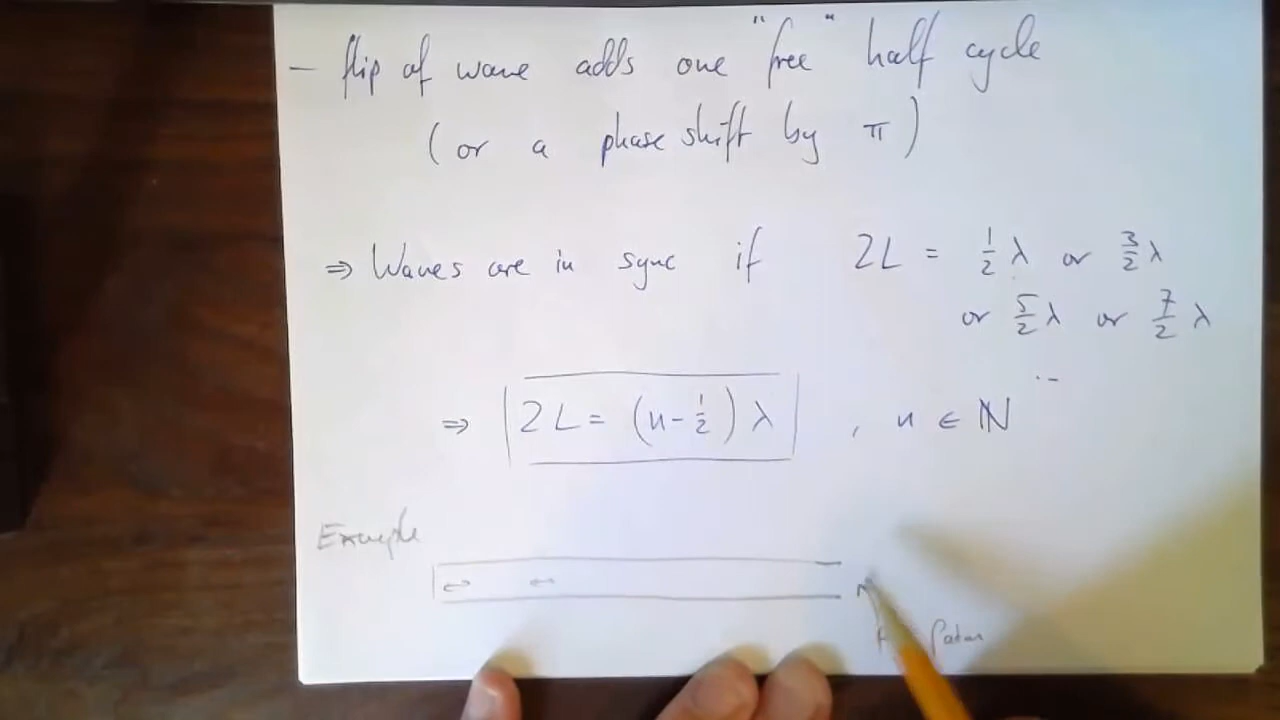 – flip of wave adds one "free" half cycle
(or a phase shift by π)
⇒ Waves are in sync if 2L = 1/2 λ or 3/2 λ
or 5/2 λ or 7/2 λ
...
⇒ 2L = (n - 1/2) λ , n ∈ ℕ
Example